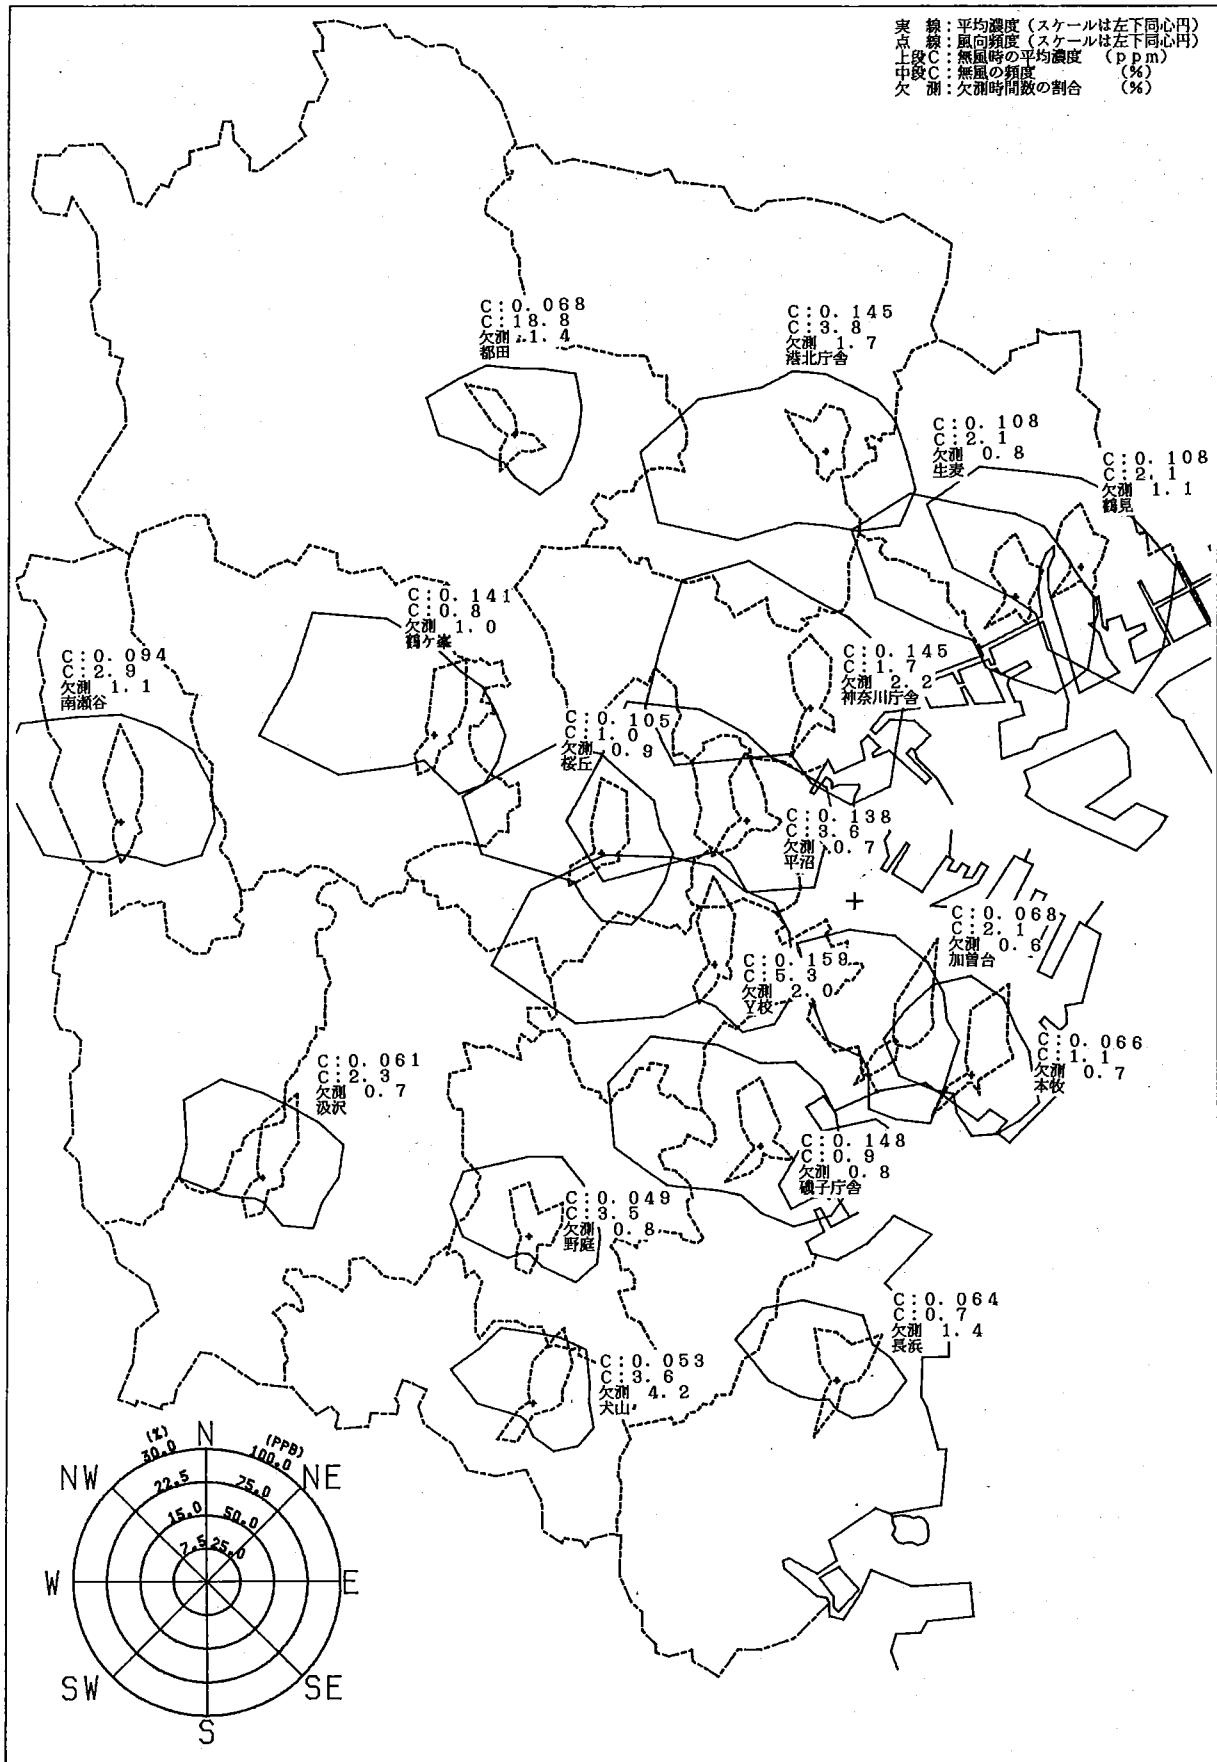 実　線：平均濃度（スケールは左下同心円）
点　線：風向頻度（スケールは左下同心円）
上段C：無風時の平均濃度　（ppm）
中段C：無風の頻度　（%）
欠　測：欠測時間数の割合　（%）
C：0.068
C：18.8
欠測 1.4
都田
C：0.145
C：3.8
欠測 1.7
港北庁舎
C：0.108
C：2.1
欠測 0.8
生麦
C：0.108
C：2.1
欠測 1.1
鶴見
C：0.141
C：0.8
欠測 1.0
鶴ケ峯
C：0.094
C：2.9
欠測 1.1
南瀬谷
C：0.145
C：1.7
欠測 2.2
神奈川庁舎
C：0.105
C：1.0
欠測 0.9
桜丘
C：0.138
C：3.6
欠測 0.7
平沼
C：0.068
C：2.1
欠測 0.6
加曽台
C：0.159
C：5.3
欠測 2.0
Y校
C：0.066
C：1.1
欠測 0.7
本牧
C：0.061
C：2.3
欠測 0.7
汲沢
C：0.148
C：0.9
欠測 0.8
磯子庁舎
C：0.049
C：3.5
欠測 0.8
野庭
C：0.064
C：0.7
欠測 1.4
長浜
C：0.053
C：3.6
欠測 4.2
犬山
N
(%)
(PPB)
30.0
100.0
NW
NE
22.5
75.0
15.0
50.0
7.5
25.0
W
E
SW
SE
S